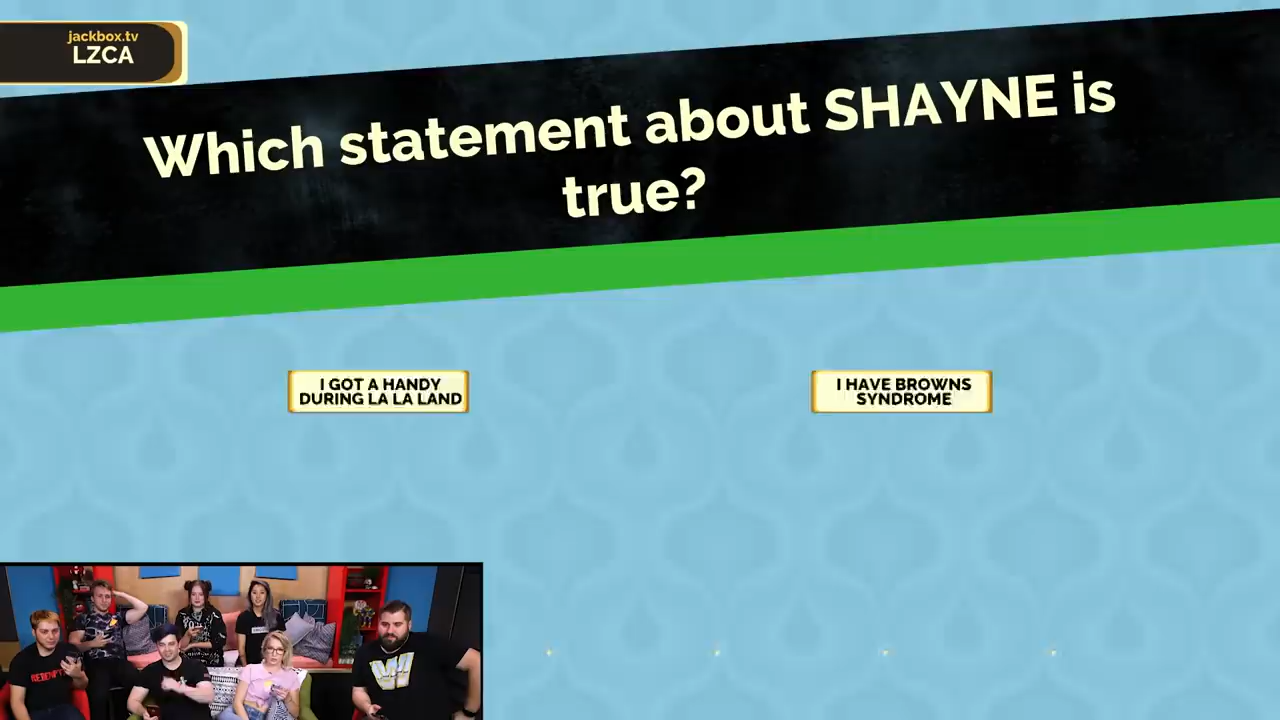 jackbox.tv
LZCA
Which statement about SHAYNE is
true?
I GOT A HANDY
DURING LA LA LAND
I HAVE BROWNS
SYNDROME